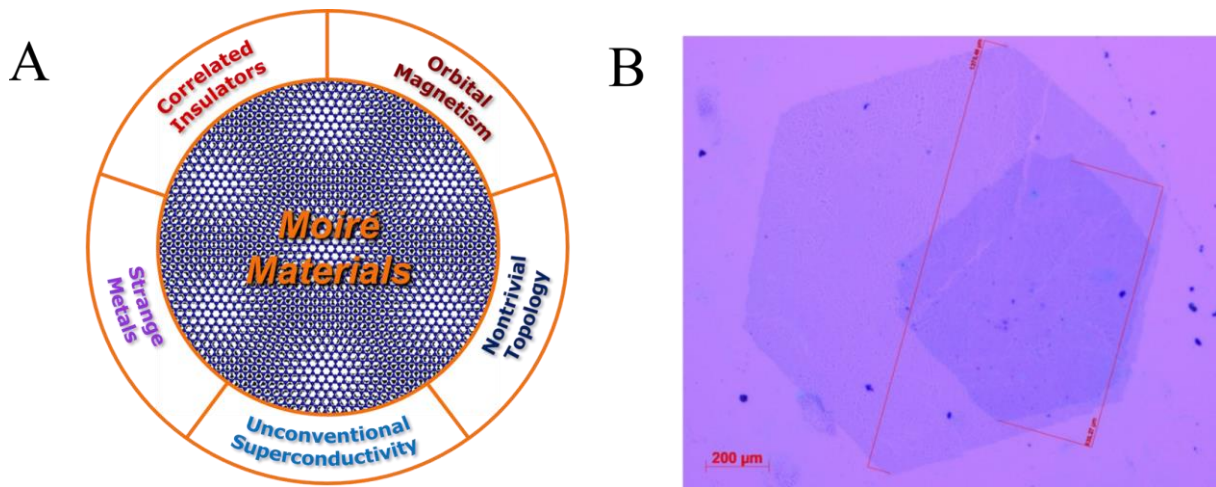 A
Correlated
Insulators
Orbital
Magnetism
Moiré
Materials
Strange
Metals
Nontrivial
Topology
Unconventional
Superconductivity
B
200 µm